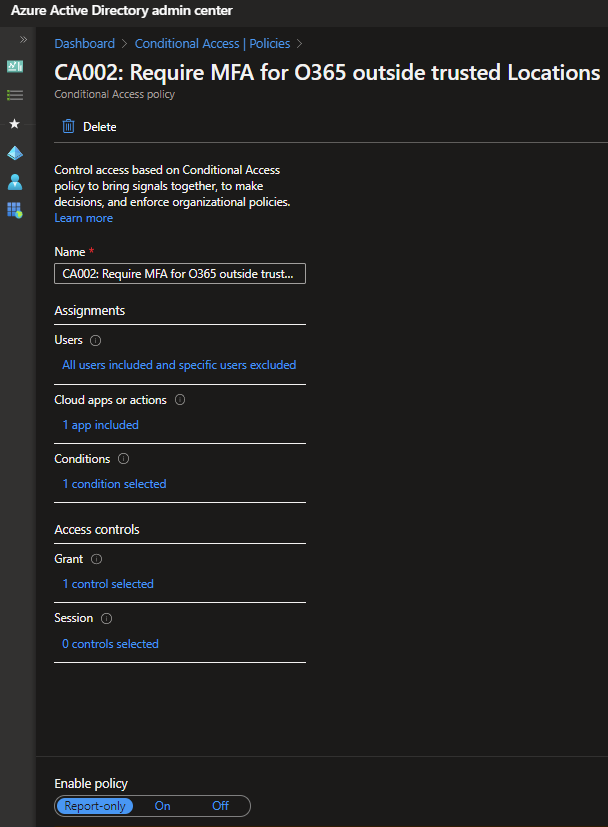 Azure Active Directory admin center
Dashboard > Conditional Access | Policies >
CA002: Require MFA for O365 outside trusted Locations
Conditional Access policy
Delete
Control access based on Conditional Access
policy to bring signals together, to make
decisions, and enforce organizational policies.
Learn more
Name *
CA002: Require MFA for O365 outside trust...
Assignments
Users
All users included and specific users excluded
Cloud apps or actions
1 app included
Conditions
1 condition selected
Access controls
Grant
1 control selected
Session
0 controls selected
Enable policy
Report-only On Off